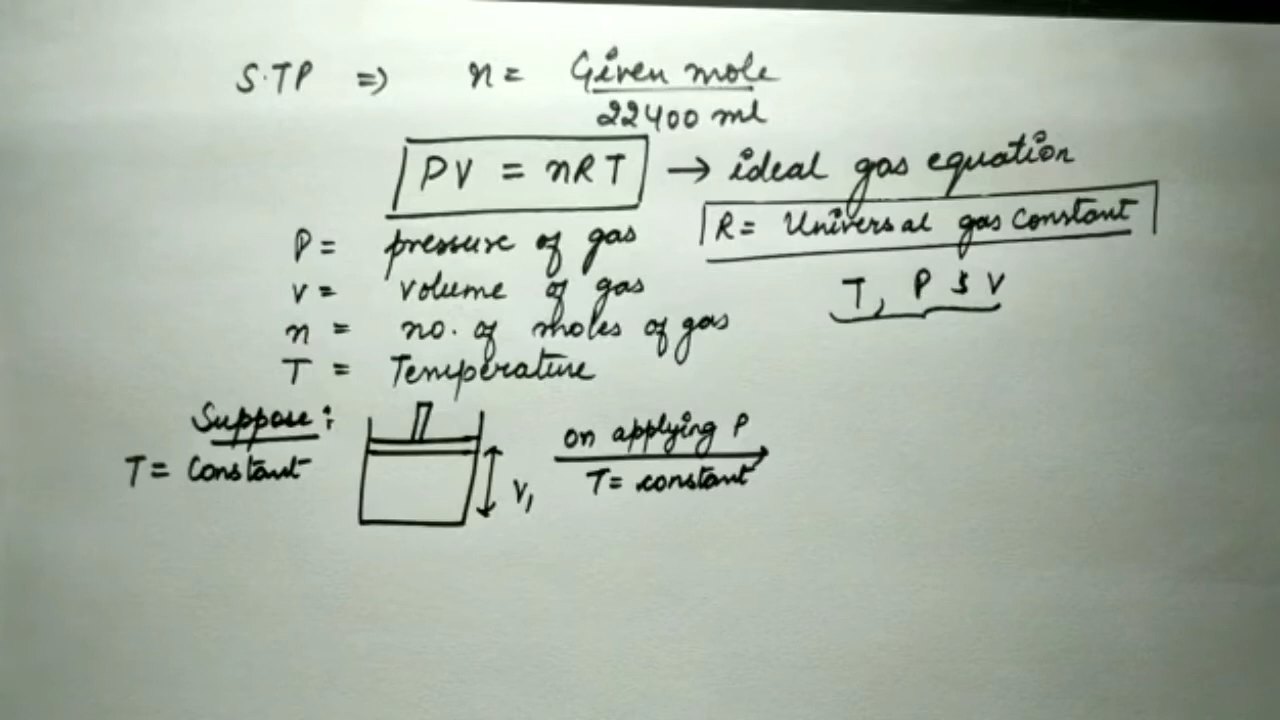 S.TP ⇒ n = Given mole
22400 ml
PV = nRT → ideal gas equation
R = Universal gas constant
P = pressure of gas
V = volume of gas
T, P & V
n = no. of moles of gas
T = Temperature
Suppose:
T = Constant
V₁
on applying P
T = constant